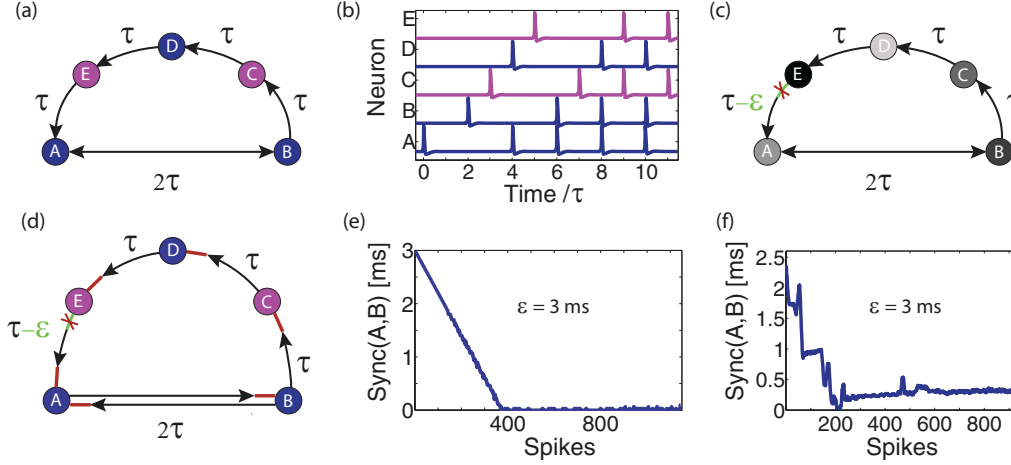 (a)
τ
D
τ
E
C
τ
τ
A
B
2τ
(b)
Neuron
E
D
C
B
A
0 2 4 6 8 10
Time /τ
(c)
D
τ
E
C
τ-ε
A
B
2τ
(d)
τ
D
τ
E
C
τ-ε
τ
A
B
2τ
(e)
Sync(A,B) [ms]
3
2
1
0
ε = 3 ms
400 800
Spikes
(f)
Sync(A,B) [ms]
2.5
2
1.5
1
0.5
0
ε = 3 ms
200 400 600 800
Spikes